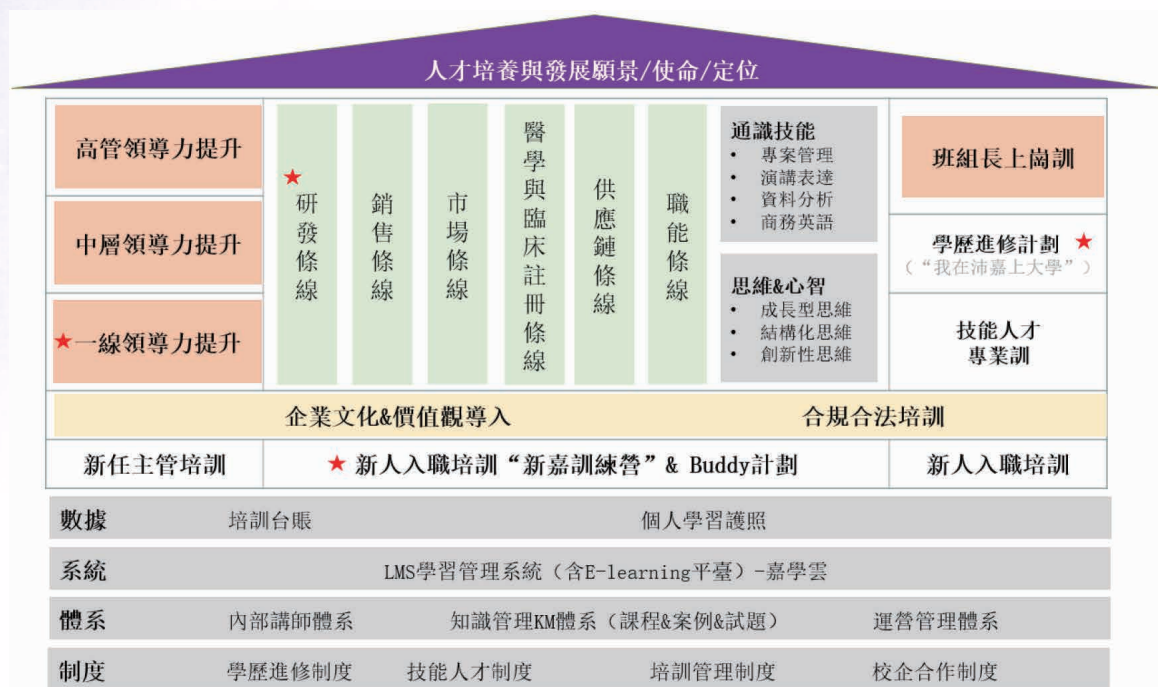 人才培養與發展願景/使命/定位
高管領導力提升
中層領導力提升
★一線領導力提升
★
研發條線
銷售條線
市場條線
醫學與臨床註冊條線
供應鏈條線
職能條線
通識技能
• 專案管理
• 演講表達
• 資料分析
• 商務英語
思維&心智
• 成長型思維
• 結構化思維
• 創新性思維
班組長上崗訓
學歷進修計劃 ★
（“我在沛嘉上大學”）
技能人才
專業訓
企業文化&價值觀導入 合規合法培訓
新任主管培訓 ★ 新人入職培訓“新嘉訓練營”& Buddy計劃 新人入職培訓
數據 培訓台賬 個人學習護照
系統 LMS學習管理系統（含E-learning平臺）-嘉學雲
體系 內部講師體系 知識管理KM體系（課程&案例&試題） 運營管理體系
制度 學歷進修制度 技能人才制度 培訓管理制度 校企合作制度